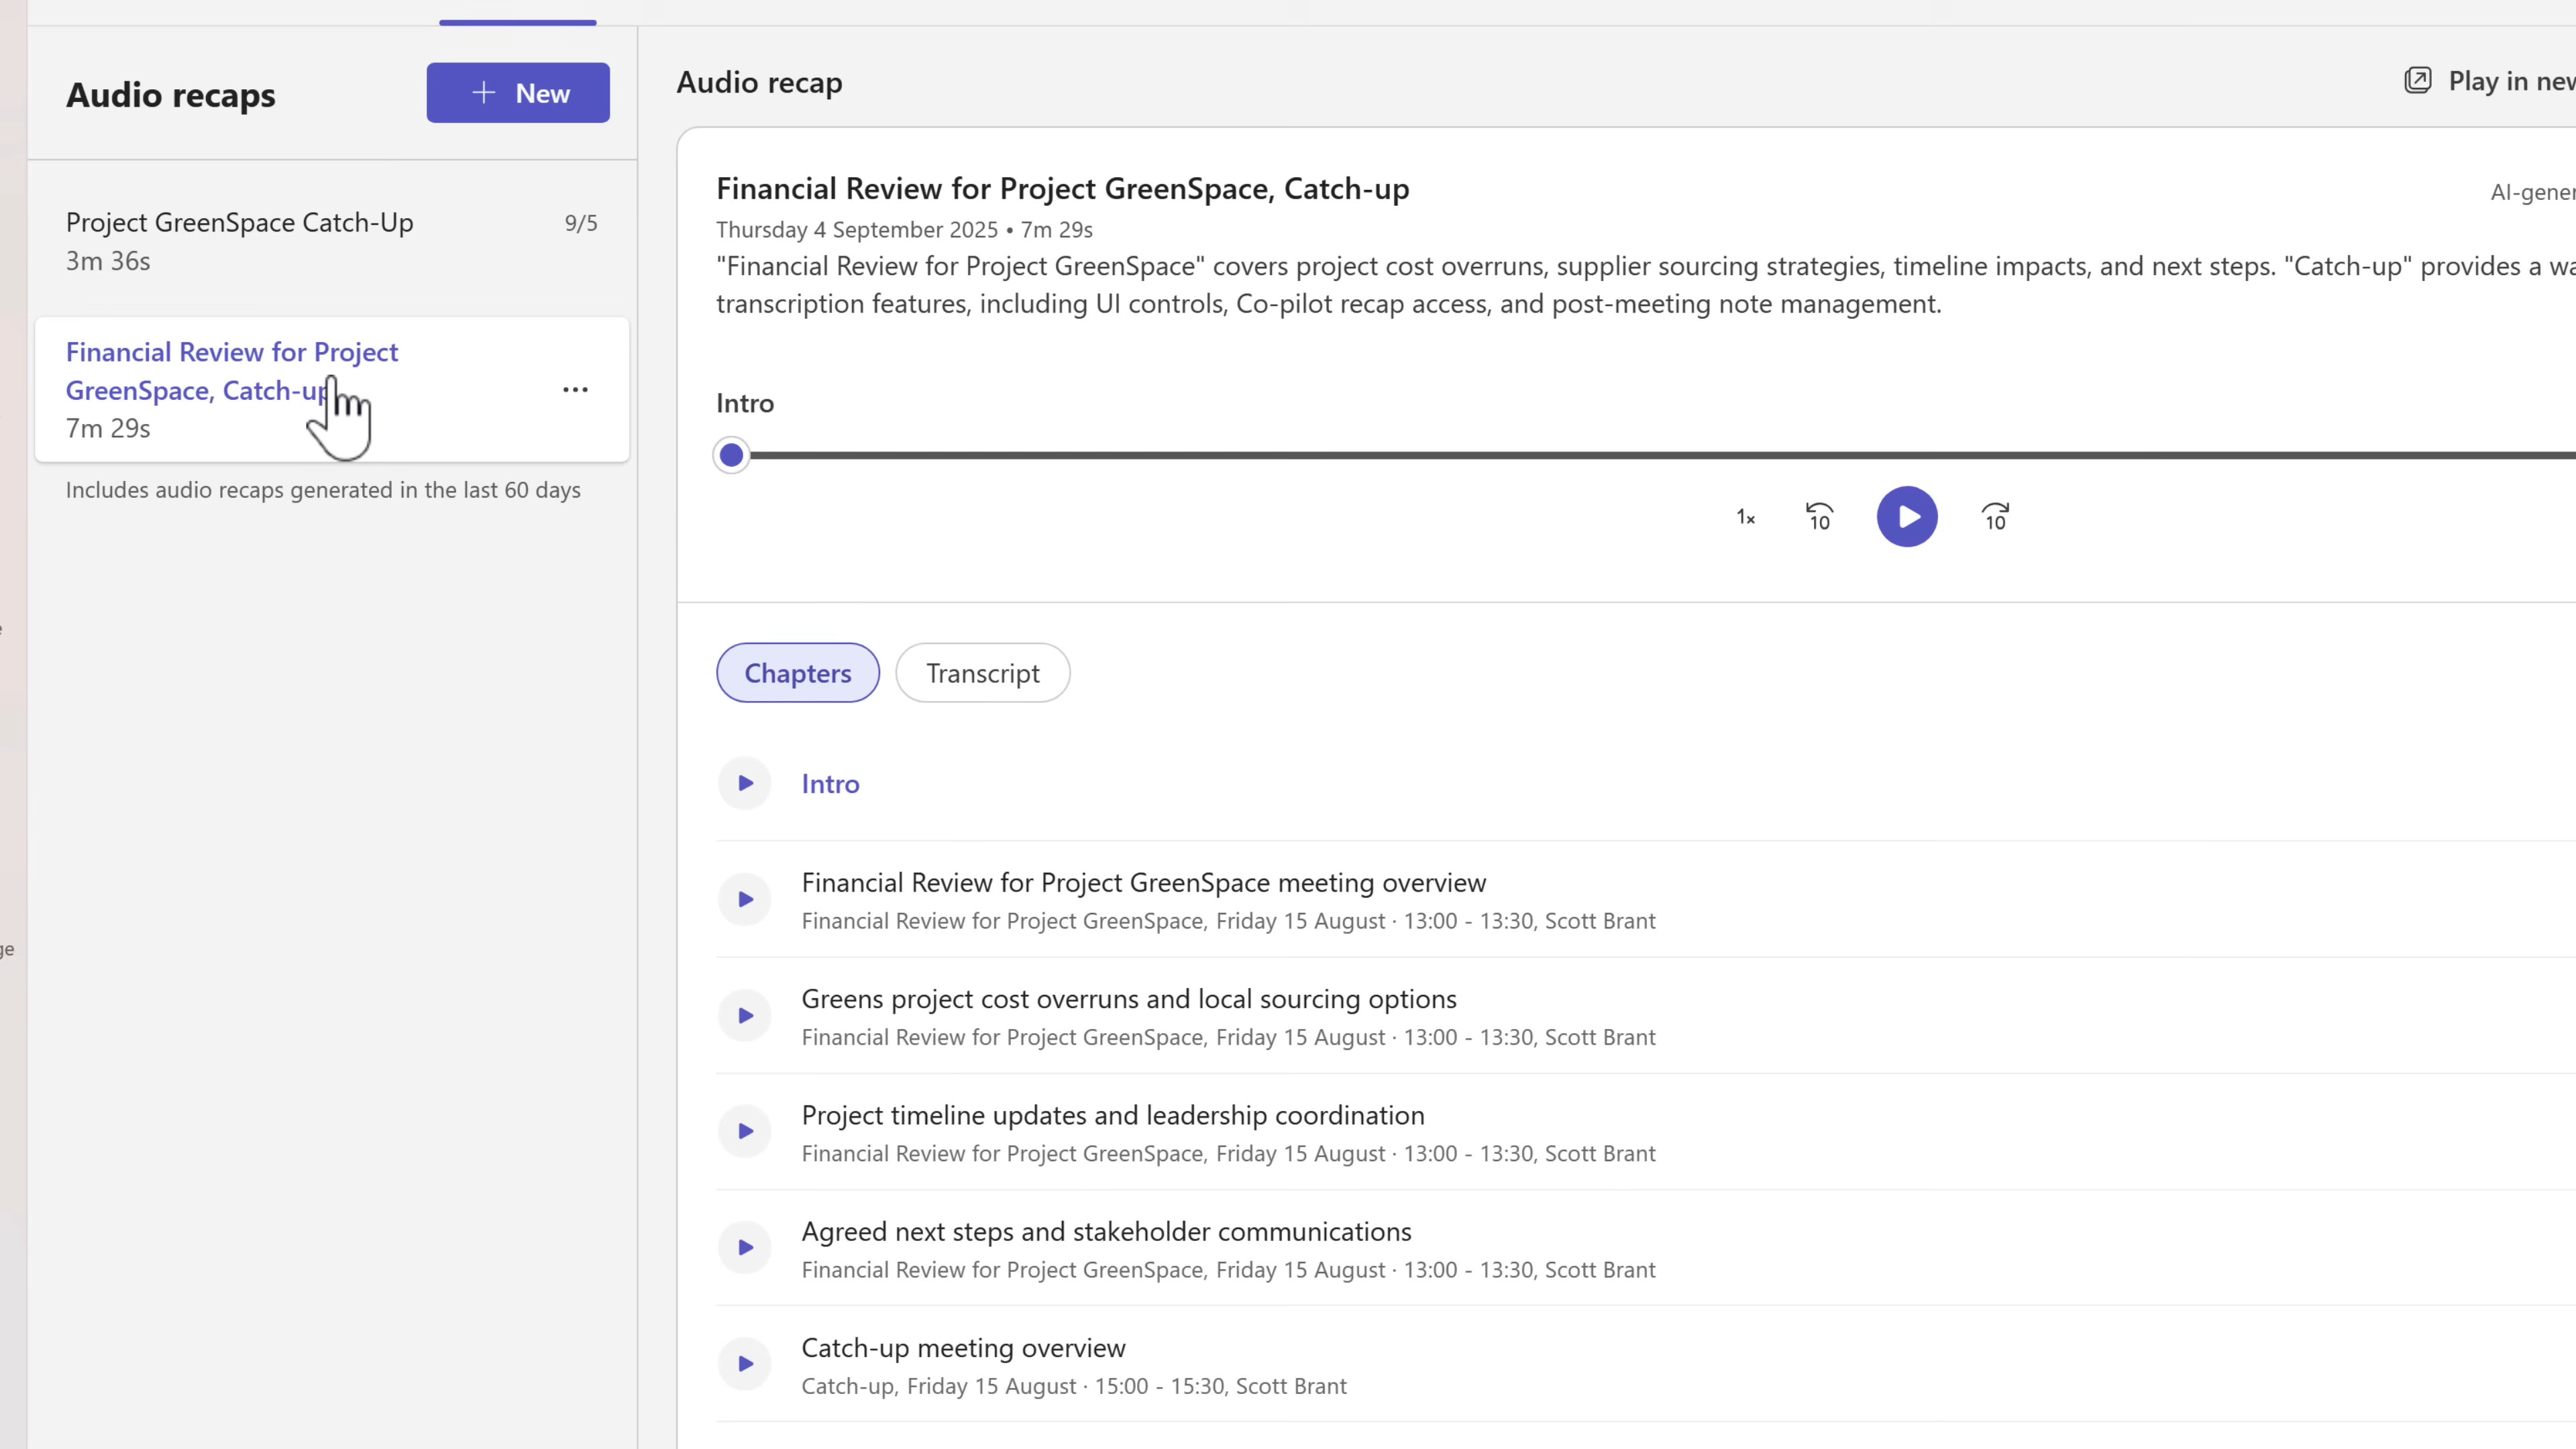 Audio recaps
New
Project GreenSpace Catch-Up
9/5
3m 36s
Financial Review for Project
GreenSpace, Catch-up
7m 29s
Includes audio recaps generated in the last 60 days
Audio recap
Play in new
Financial Review for Project GreenSpace, Catch-up
AI-gener
Thursday 4 September 2025 • 7m 29s
"Financial Review for Project GreenSpace" covers project cost overruns, supplier sourcing strategies, timeline impacts, and next steps. "Catch-up" provides a wa
transcription features, including UI controls, Co-pilot recap access, and post-meeting note management.
Intro
1x
10
10
Chapters
Transcript
Intro
Financial Review for Project GreenSpace meeting overview
Financial Review for Project GreenSpace, Friday 15 August · 13:00 - 13:30, Scott Brant
Greens project cost overruns and local sourcing options
Financial Review for Project GreenSpace, Friday 15 August · 13:00 - 13:30, Scott Brant
Project timeline updates and leadership coordination
Financial Review for Project GreenSpace, Friday 15 August · 13:00 - 13:30, Scott Brant
Agreed next steps and stakeholder communications
Financial Review for Project GreenSpace, Friday 15 August · 13:00 - 13:30, Scott Brant
Catch-up meeting overview
Catch-up, Friday 15 August · 15:00 - 15:30, Scott Brant